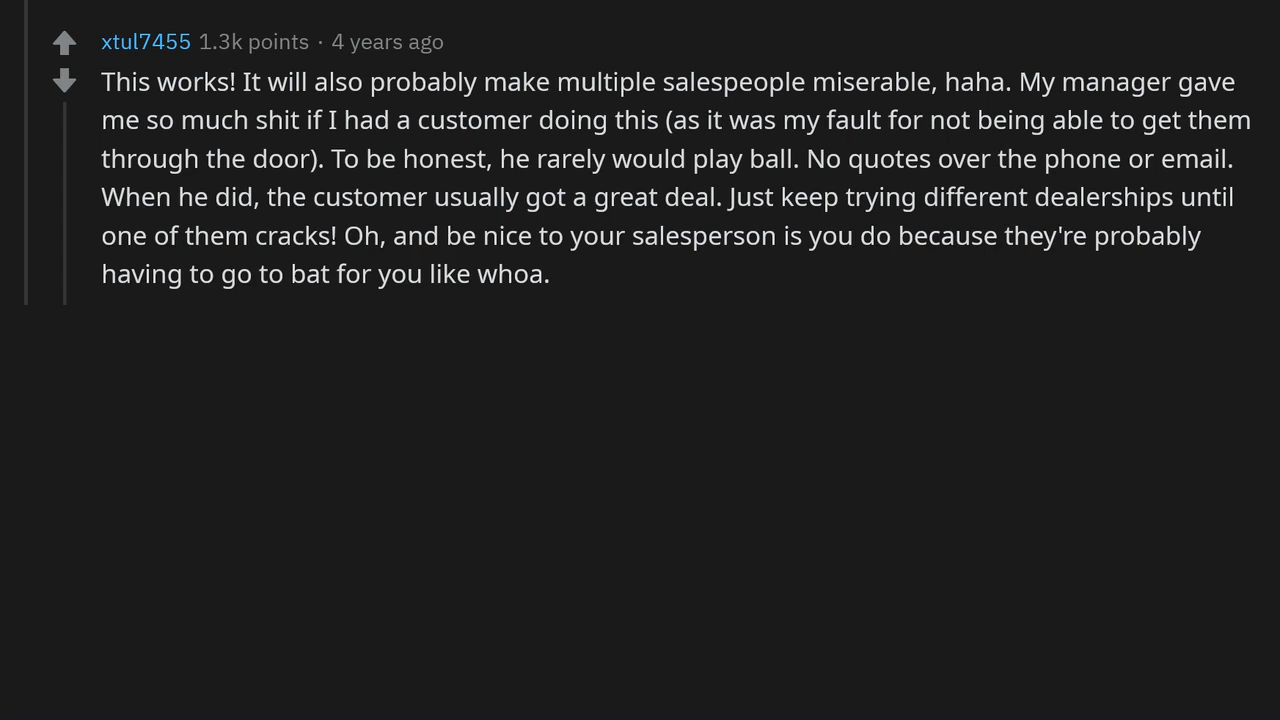 xtul7455 1.3k points · 4 years ago
This works! It will also probably make multiple salespeople miserable, haha. My manager gave
me so much shit if I had a customer doing this (as it was my fault for not being able to get them
through the door). To be honest, he rarely would play ball. No quotes over the phone or email.
When he did, the customer usually got a great deal. Just keep trying different dealerships until
one of them cracks! Oh, and be nice to your salesperson is you do because they're probably
having to go to bat for you like whoa.